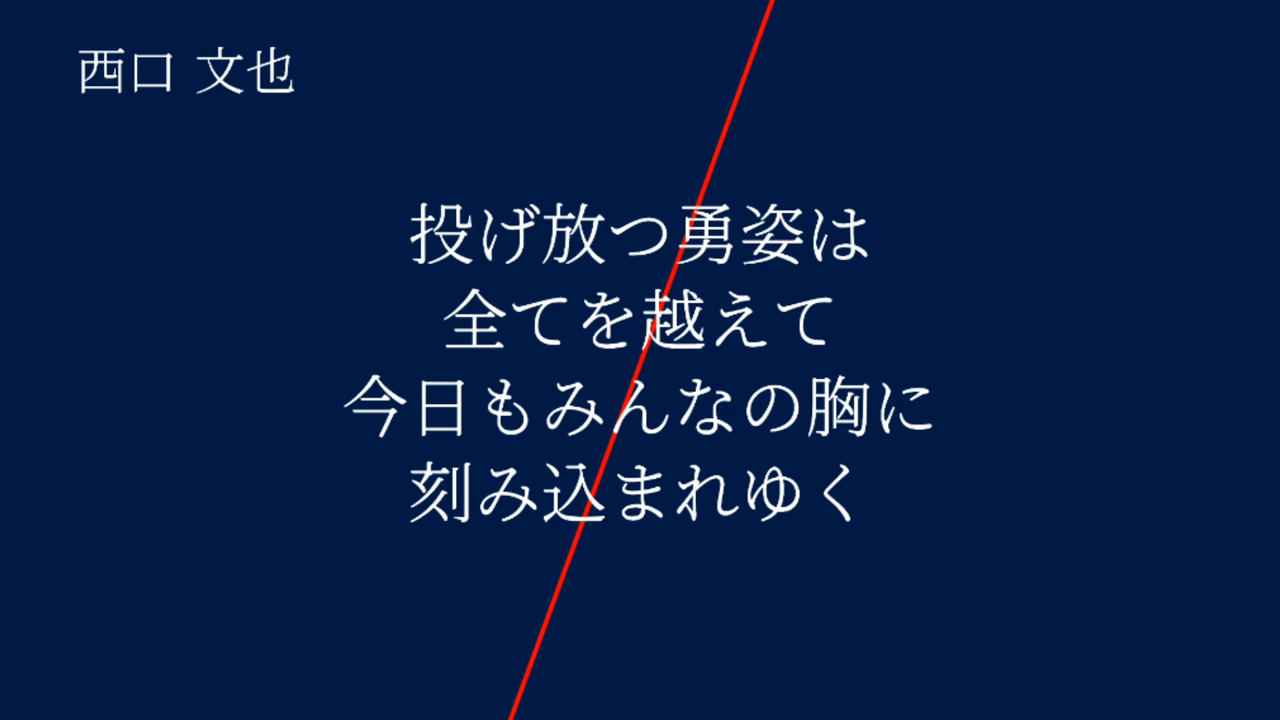 西口 文也
投げ放つ勇姿は
全てを越えて
今日もみんなの胸に
刻み込まれゆく